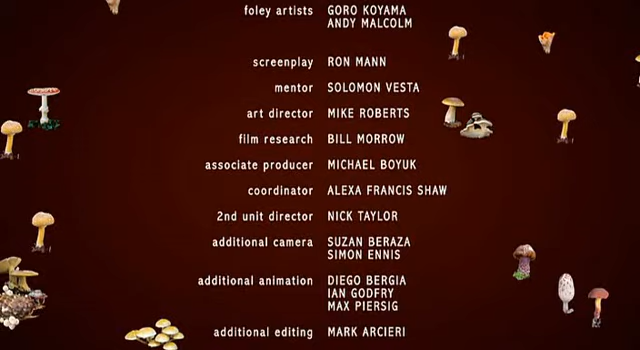 foley artists GORO KOYAMA
ANDY MALCOLM
screenplay RON MANN
mentor SOLOMON VESTA
art director MIKE ROBERTS
film research BILL MORROW
associate producer MICHAEL BOYUK
coordinator ALEXA FRANCIS SHAW
2nd unit director NICK TAYLOR
additional camera SUZAN BERAZA
SIMON ENNIS
additional animation DIEGO BERGIA
IAN GODFRY
MAX PIERSIG
additional editing MARK ARCIERI